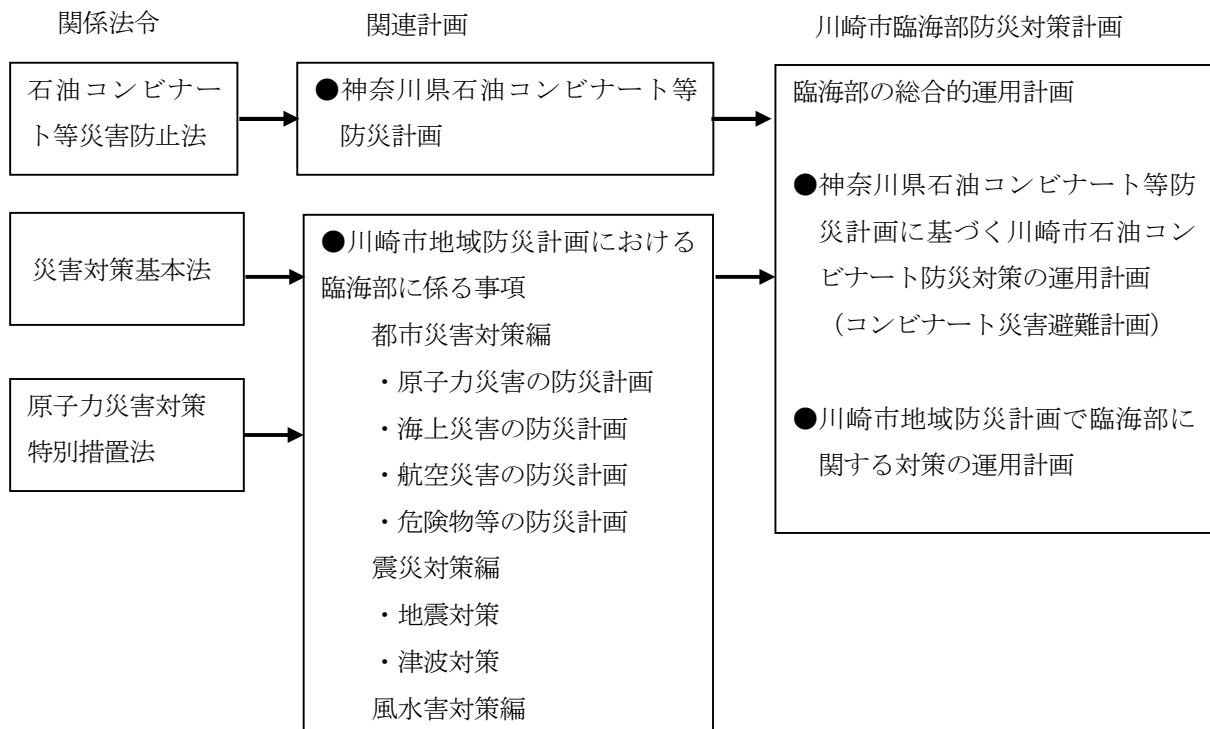 関係法令
関連計画
川崎市臨海部防災対策計画
石油コンビナー
ト等災害防止法
●神奈川県石油コンビナート等
防災計画
災害対策基本法
原子力災害対策
特別措置法
●川崎市地域防災計画における
臨海部に係る事項
都市災害対策編
・原子力災害の防災計画
・海上災害の防災計画
・航空災害の防災計画
・危険物等の防災計画
震災対策編
・地震対策
・津波対策
風水害対策編
臨海部の総合的運用計画
●神奈川県石油コンビナート等防
災計画に基づく川崎市石油コン
ビナート防災対策の運用計画
（コンビナート災害避難計画）
●川崎市地域防災計画で臨海部に
関する対策の運用計画